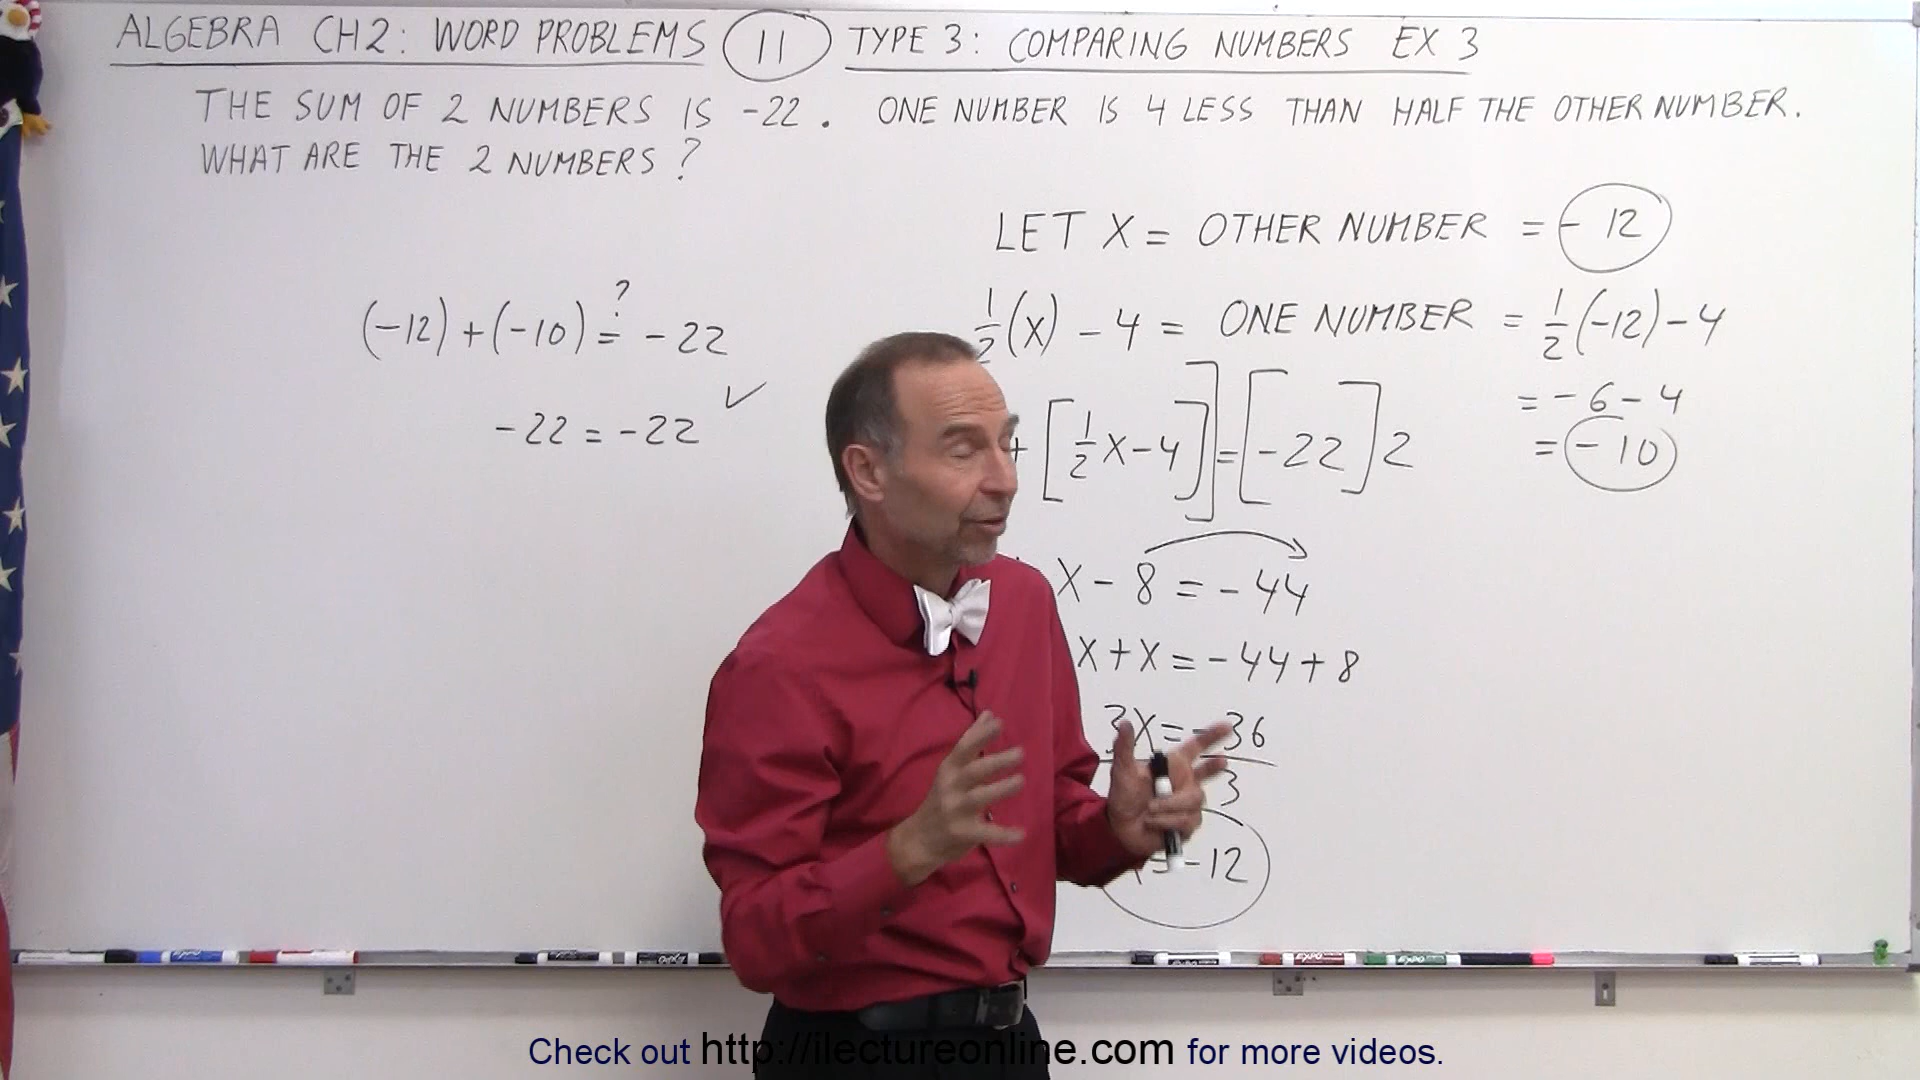 ALGEBRA CH2: WORD PROBLEMS 11 TYPE 3: COMPARING NUMBERS EX 3
THE SUM OF 2 NUMBERS IS -22. ONE NUMBER IS 4 LESS THAN HALF THE OTHER NUMBER.
WHAT ARE THE 2 NUMBERS?
LET X = OTHER NUMBER = -12
1/2(X) - 4 = ONE NUMBER = 1/2(-12)-4
= -6-4
= -10
+ [1/2X-4]] = [-22]2
X - 8 = -44
X+X = -44+8
3X = -36
3
= -12
(-12)+(-10) ?= -22
-22 = -22 ✓
EXPO
EXPO
Check out http://ilectureonline.com for more videos.